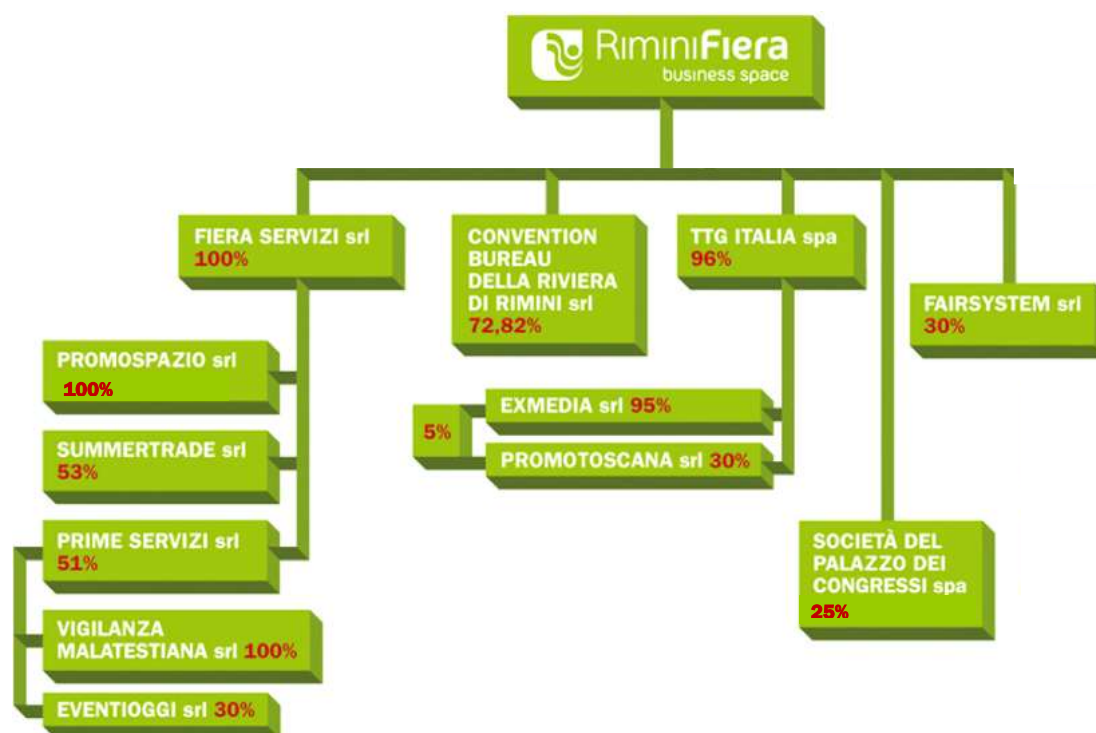 RiminiFiera
business space
FIERA SERVIZI srl
100%
CONVENTION
BUREAU
DELLA RIVIERA
DI RIMINI srl
72,82%
TTG ITALIA spa
96%
FAIRSYSTEM srl
30%
PROMOSPAZIO srl
100%
SUMMERTRADE srl
53%
PRIME SERVIZI srl
51%
VIGILANZA
MALATESTIANA srl 100%
EVENTIOGGI srl 30%
5%
EXMEDIA srl 95%
PROMOTOSCANA srl 30%
SOCIETÀ DEL
PALAZZO DEI
CONGRESSI spa
25%